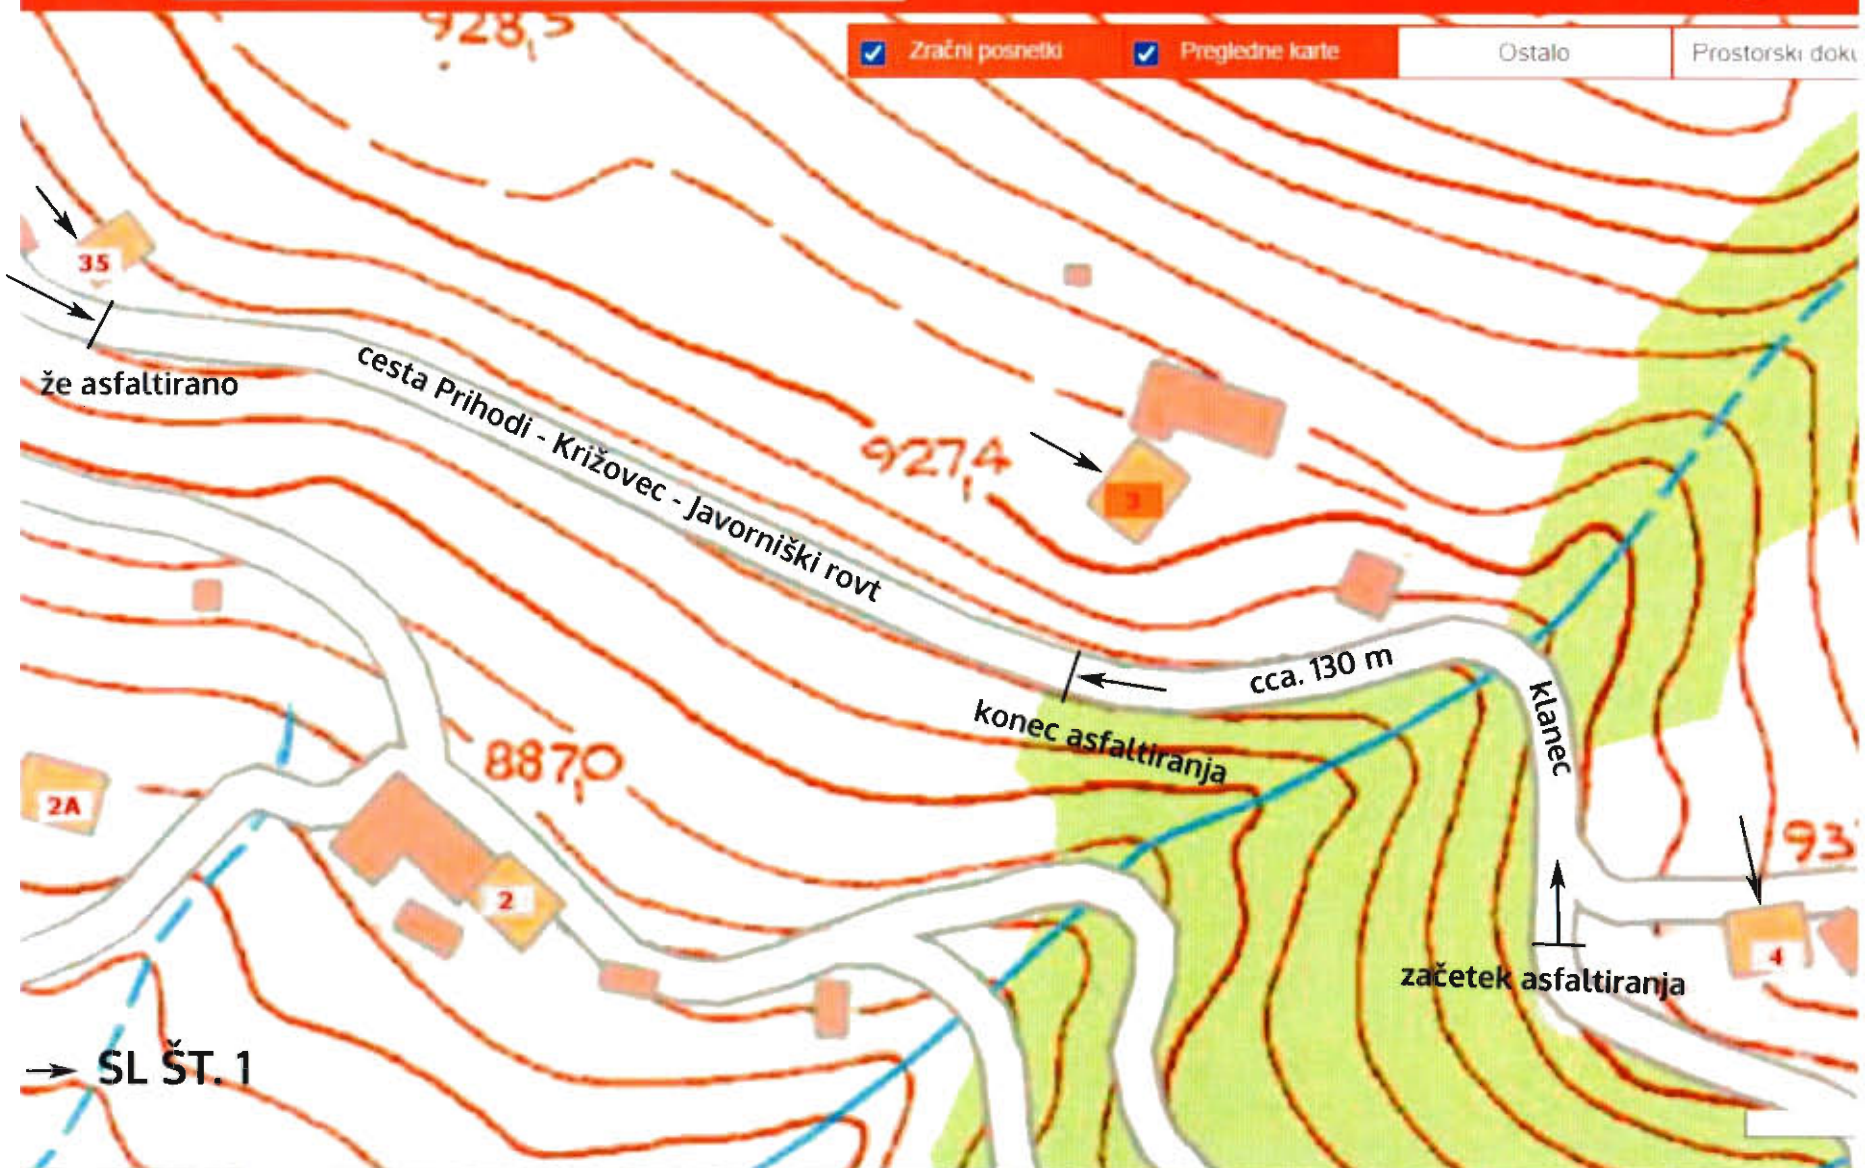 928,5
Zračni posnetki
Pregledne karte
Ostalo
Prostorski doku
35
že asfaltirano
cesta Prihodi - Križovec - Javorniški rovt
927,4
3
cca. 130 m
konec asfaltiranja
klanec
887,0
2A
2
93
4
začetek asfaltiranja
SL ŠT. 1